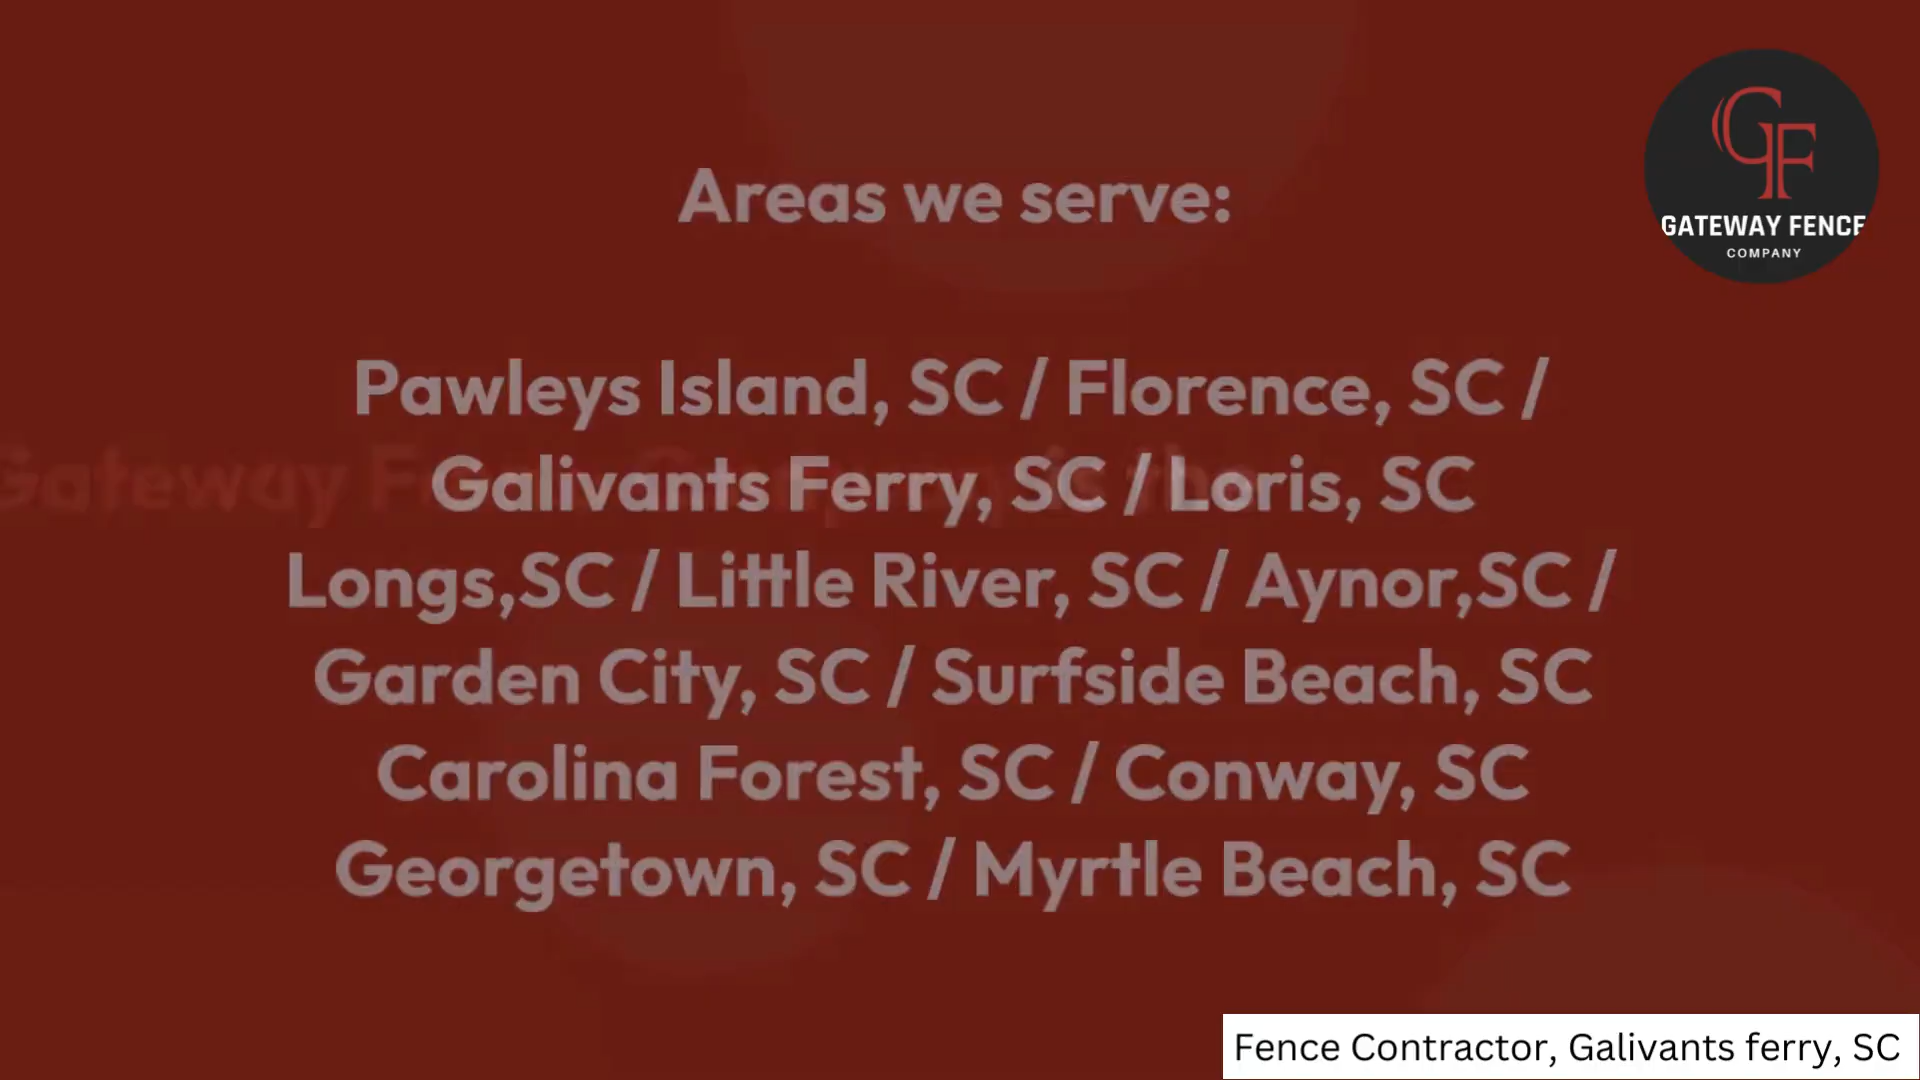 Areas we serve:
GF
GATEWAY FENCE
COMPANY
Pawleys Island, SC / Florence, SC /
Gateway
Galivants Ferry, SC / Loris, SC
Longs,SC / Little River, SC / Aynor,SC /
Garden City, SC / Surfside Beach, SC
Carolina Forest, SC / Conway, SC
Georgetown, SC / Myrtle Beach, SC
Fence Contractor, Galivants ferry, SC